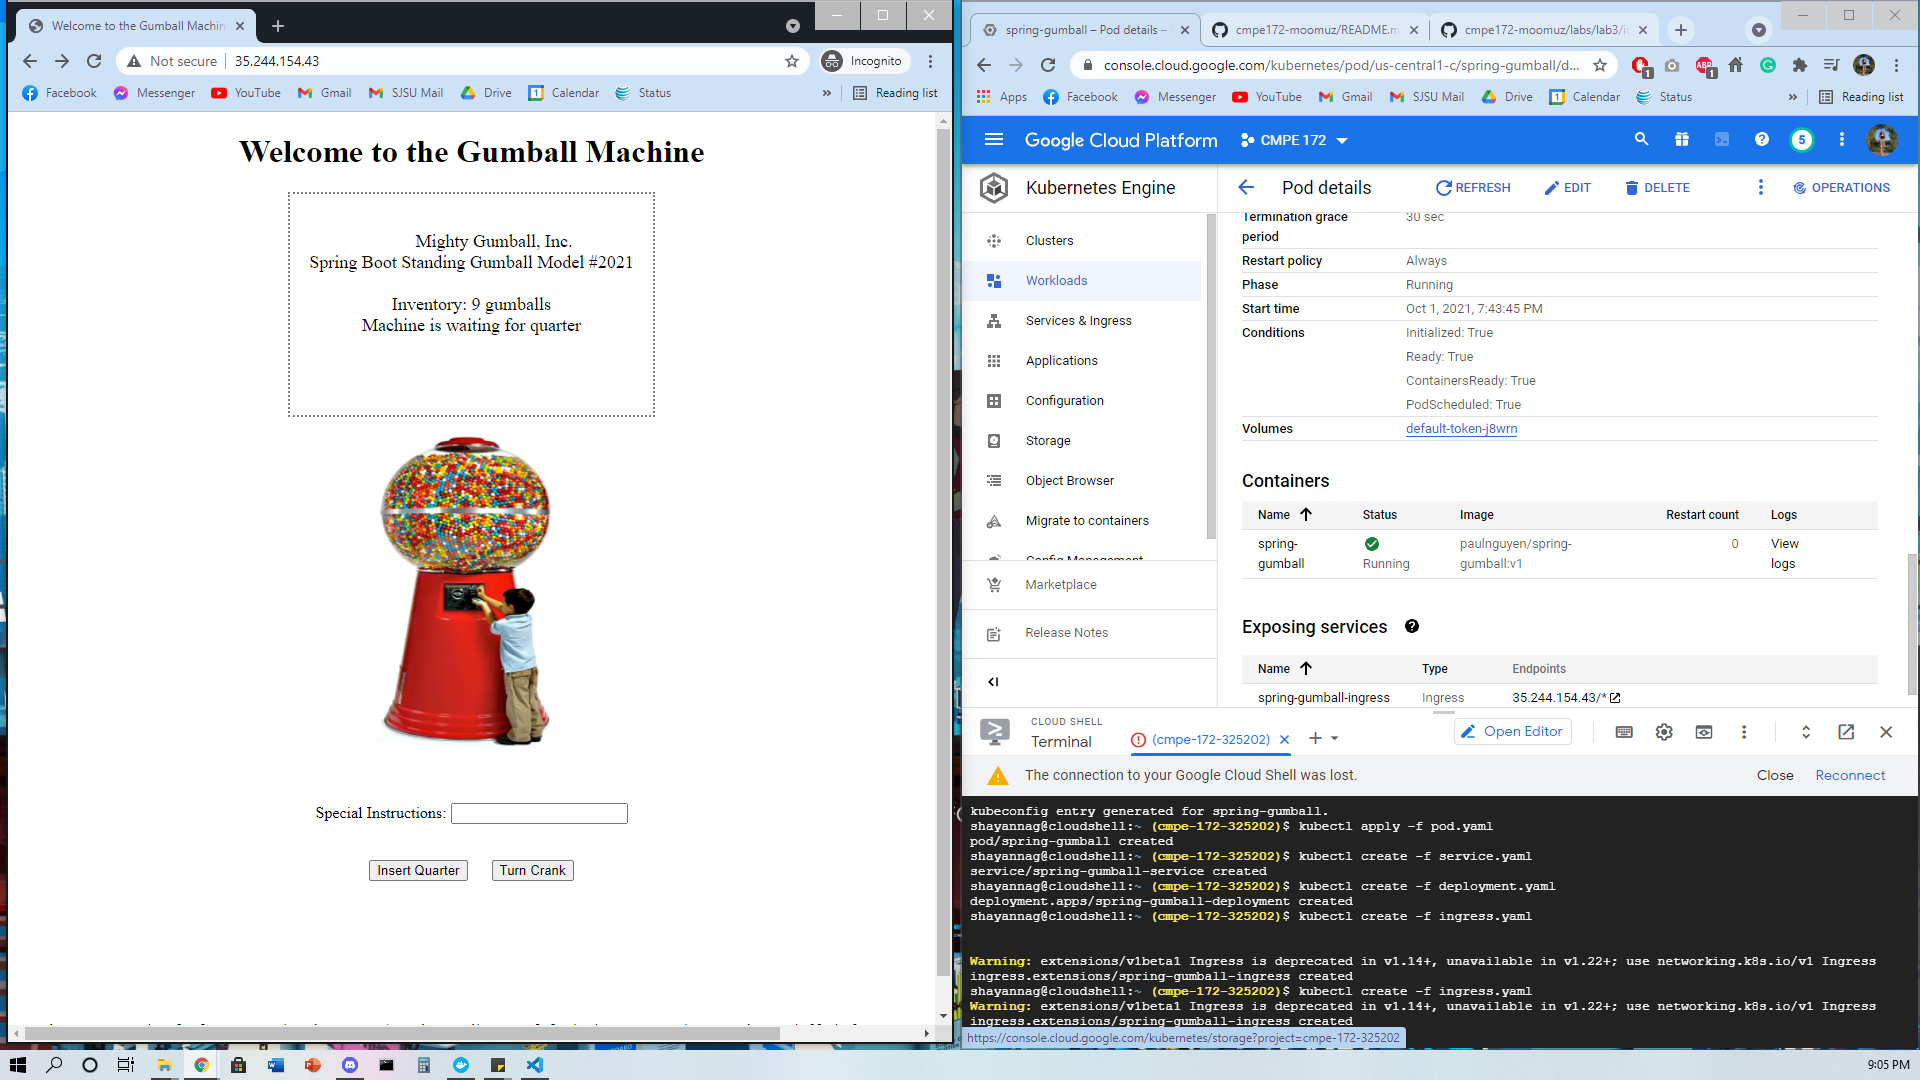 Welcome to the Gumball Machin
Not secure | 35.244.154.43
Incognito
Facebook Messenger YouTube Gmail SJSU Mail Drive Calendar Status » Reading list
Welcome to the Gumball Machine
Mighty Gumball, Inc.
Spring Boot Standing Gumball Model #2021
Inventory: 9 gumballs
Machine is waiting for quarter
Special Instructions:
Insert Quarter Turn Crank
spring-gumball – Pod details –
cmpe172-moomuz/README.m
cmpe172-moomuz/labs/lab3/ir
console.cloud.google.com/kubernetes/pod/us-central1-c/spring-gumball/d...
1 ABP 1
Apps Facebook Messenger YouTube Gmail SJSU Mail Drive Calendar Status » Reading list
Google Cloud Platform CMPE 172
5
Kubernetes Engine
Clusters
Workloads
Services & Ingress
Applications
Configuration
Storage
Object Browser
Migrate to containers
Config Management
Marketplace
Release Notes
Pod details REFRESH EDIT DELETE OPERATIONS
Termination grace period 30 sec
Restart policy Always
Phase Running
Start time Oct 1, 2021, 7:43:45 PM
Conditions Initialized: True
Ready: True
ContainersReady: True
PodScheduled: True
Volumes default-token-j8wrn
Containers
Name Status Image Restart count Logs
spring-gumball Running paulnguyen/spring-gumball:v1 0 View logs
Exposing services
Name Type Endpoints
spring-gumball-ingress Ingress 35.244.154.43/*
CLOUD SHELL
Terminal (cmpe-172-325202) Open Editor
The connection to your Google Cloud Shell was lost. Close Reconnect
kubeconfig entry generated for spring-gumball.
shayannag@cloudshell:~ (cmpe-172-325202)$ kubectl apply -f pod.yaml
pod/spring-gumball created
shayannag@cloudshell:~ (cmpe-172-325202)$ kubectl create -f service.yaml
service/spring-gumball-service created
shayannag@cloudshell:~ (cmpe-172-325202)$ kubectl create -f deployment.yaml
deployment.apps/spring-gumball-deployment created
shayannag@cloudshell:~ (cmpe-172-325202)$ kubectl create -f ingress.yaml
Warning: extensions/v1beta1 Ingress is deprecated in v1.14+, unavailable in v1.22+; use networking.k8s.io/v1 Ingress
ingress.extensions/spring-gumball-ingress created
shayannag@cloudshell:~ (cmpe-172-325202)$ kubectl create -f ingress.yaml
Warning: extensions/v1beta1 Ingress is deprecated in v1.14+, unavailable in v1.22+; use networking.k8s.io/v1 Ingress
ingress.extensions/spring-gumball-ingress created
https://console.cloud.google.com/kubernetes/storage?project=cmpe-172-325202
9:05 PM